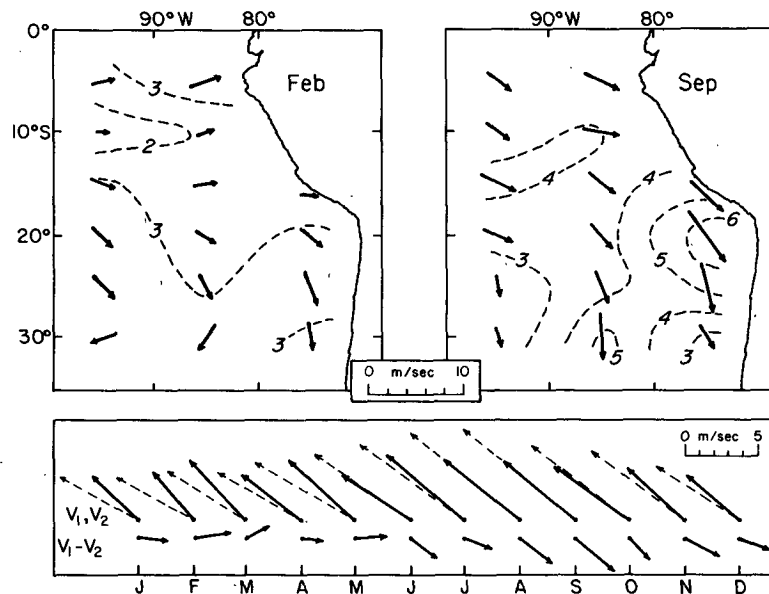 90°W 80° 90°W 80°
0°
Feb Sep
3
10°S
2
4 4
3 6
20°
3 5
30° 4
3 5 3
0 m/sec 10
0 m/sec 5
V₁, V₂
V₁-V₂
J F M A M J J A S O N D